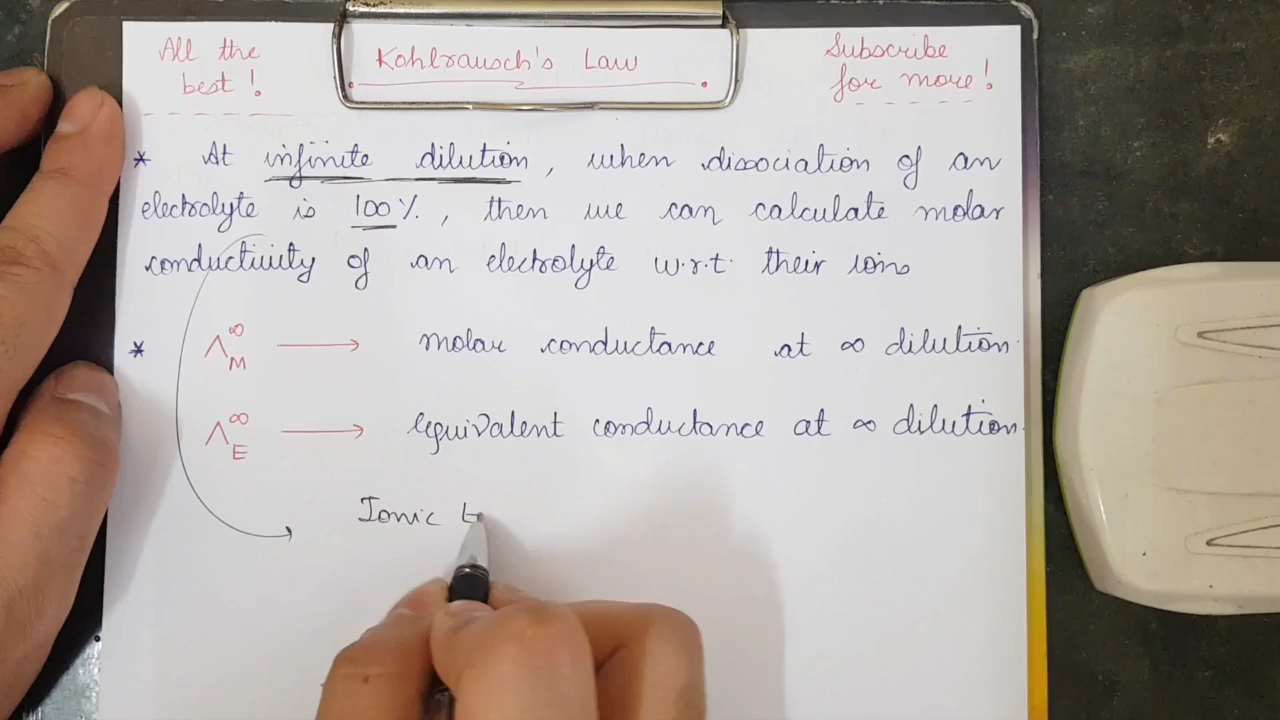 All the
best !
Kohlrausch's Law
Subscribe
for more!
* At infinite dilution, when dissociation of an
electrolyte is 100%, then we can calculate molar
conductivity of an electrolyte w.r.t. their ions
* Λ∞M → molar conductance at ∞ dilution.
Λ∞E → equivalent conductance at ∞ dilution.
Ionic t